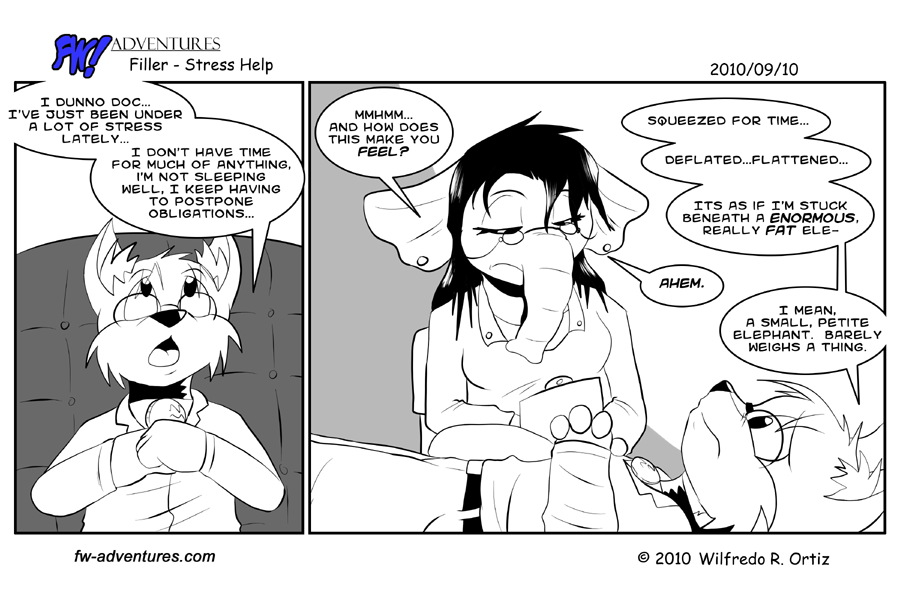 FW! ADVENTURES
Filler - Stress Help
2010/09/10
I DUNNO DOC...
I'VE JUST BEEN UNDER
A LOT OF STRESS
LATELY...
I DON'T HAVE TIME
FOR MUCH OF ANYTHING,
I'M NOT SLEEPING
WELL, I KEEP HAVING
TO POSTPONE
OBLIGATIONS...
MMHMM...
AND HOW DOES
THIS MAKE YOU
FEEL?
SQUEEZED FOR TIME...
DEFLATED...FLATTENED...
ITS AS IF I'M STUCK
BENEATH A ENORMOUS,
REALLY FAT ELE-
AHEM.
I MEAN,
A SMALL, PETITE
ELEPHANT. BARELY
WEIGHS A THING.
fw-adventures.com
© 2010 Wilfredo R. Ortiz